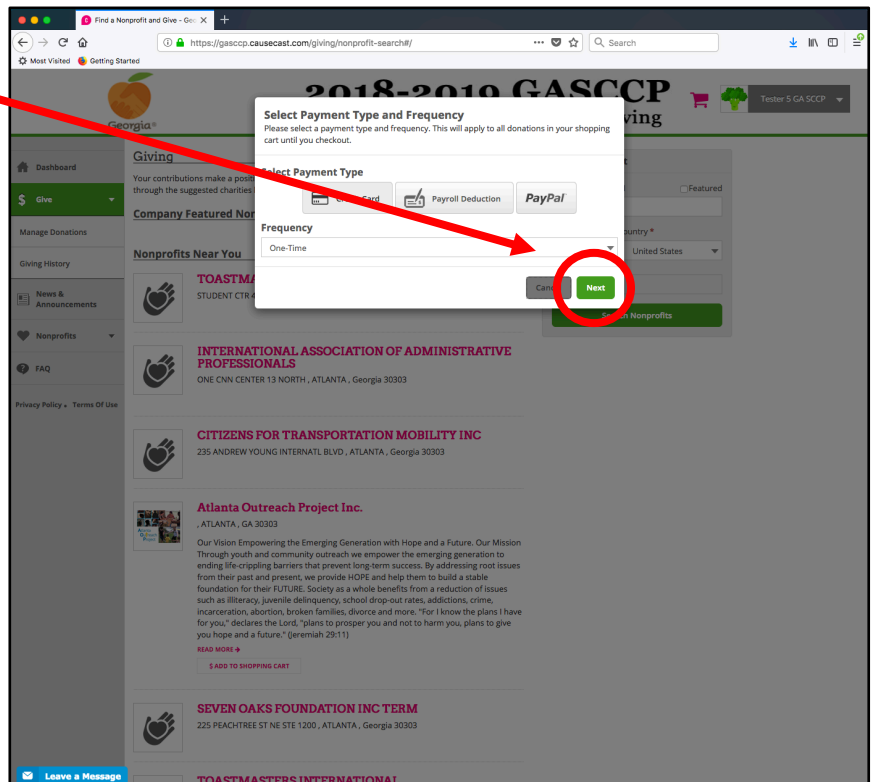 Find a Nonprofit and Give - Geo
https://gasccp.causecast.com/giving/nonprofit-search#/
Search
Most Visited
Getting Started
Georgia
2018-2019 GASCCP
Tester 5 GA SCCP
Select Payment Type and Frequency
Please select a payment type and frequency. This will apply to all donations in your shopping
cart until you checkout.
Select Payment Type
Card
Payroll Deduction
PayPal
Frequency
One-Time
Next
Dashboard
$ Give
Manage Donations
Giving History
News &
Announcements
Nonprofits
FAQ
Privacy Policy • Terms Of Use
Giving
Your contributions make a
through the suggested charities
Company Featured
Nonprofits Near You
STUDENT CTR
INTERNATIONAL ASSOCIATION OF ADMINISTRATIVE
PROFESSIONALS
ONE CNN CENTER 13 NORTH , ATLANTA , Georgia 30303
CITIZENS FOR TRANSPORTATION MOBILITY INC
235 ANDREW YOUNG INTERNATL BLVD , ATLANTA , Georgia 30303
Atlanta Outreach Project Inc.
, ATLANTA , GA 30303
Our Vision Empowering the Emerging Generation with Hope and a Future. Our Mission
Through youth and community outreach we empower the emerging generation to
ending life-crippling barriers that prevent long-term success. By addressing root issues
from their past and present, we provide HOPE and help them to build a stable
foundation for their FUTURE. Society as a whole benefits from a reduction of issues
such as illiteracy, juvenile delinquency, school drop-out rates, addictions, crime,
incarceration, abortion, broken families, divorce and more. "For I know the plans I have
for you," declares the Lord, "plans to prosper you and not to harm you, plans to give
you hope and a future." (Jeremiah 29:11)
READ MORE
$ ADD TO SHOPPING CART
SEVEN OAKS FOUNDATION INC TERM
225 PEACHTREE ST NE STE 1200 , ATLANTA , Georgia 30303
TOASTMASTERS INTERNATIONAL
Featured
United States
Nonprofits
Leave a Message